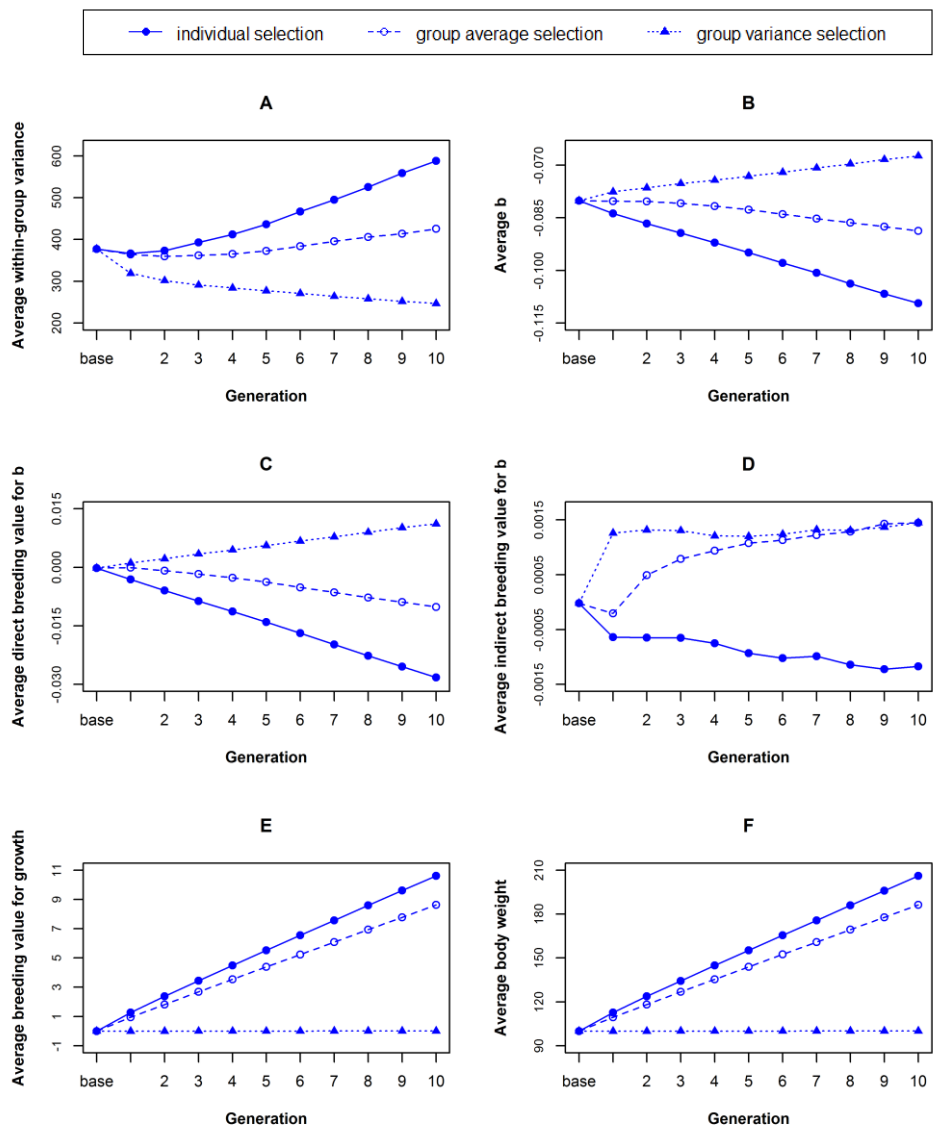 individual selection group average selection group variance selection
A
Average within-group variance
600
500
400
300
200
base 2 3 4 5 6 7 8 9 10
Generation
B
Average b
-0.070
-0.085
-0.100
-0.115
base 2 3 4 5 6 7 8 9 10
Generation
C
Average direct breeding value for b
0.015
0.000
-0.015
-0.030
base 2 3 4 5 6 7 8 9 10
Generation
D
Average indirect breeding value for b
0.0015
0.0005
-0.0005
-0.0015
base 2 3 4 5 6 7 8 9 10
Generation
E
Average breeding value for growth
11
9
7
5
3
1
-1
base 2 3 4 5 6 7 8 9 10
Generation
F
Average body weight
210
180
150
120
90
base 2 3 4 5 6 7 8 9 10
Generation